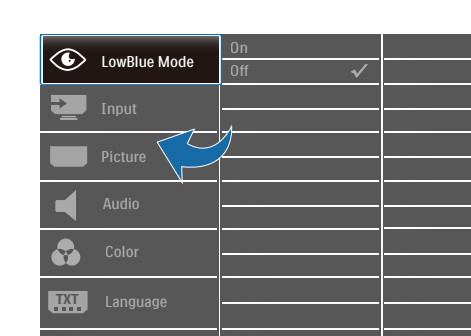 LowBlue Mode
On
Off
Input
Picture
Audio
Color
TXT
Language